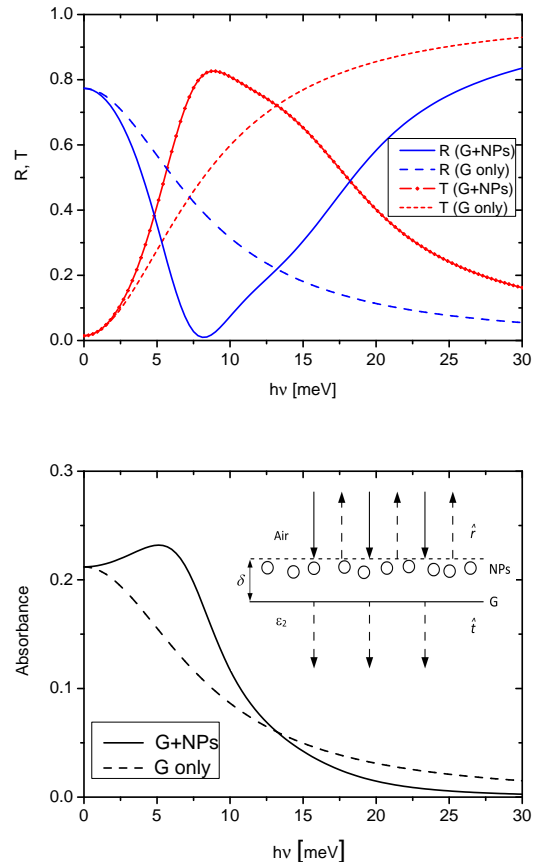 0.0
0.2
0.4
0.6
0.8
1.0
R, T
R (G+NPs)
R (G only)
T (G+NPs)
T (G only)
0 5 10 15 20 25 30
hν [meV]
0.3
0.2
0.1
0.0
Absorbance
Air
r̂
NPs
δ
G
ε₂
t̂
G+NPs
G only
0 5 10 15 20 25 30
hν [meV]